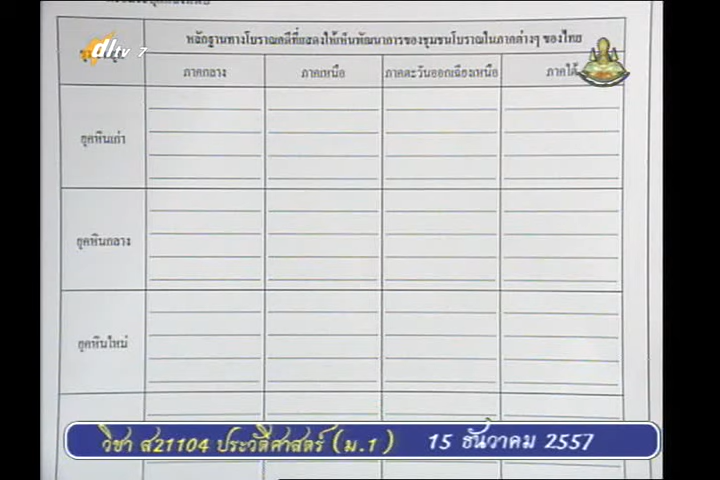 หลักฐานทางโบราณคดีที่แสดงให้เห็นพัฒนาการของชุมชนโบราณในภาคต่างๆ ของไทย
dltv 7
ภาคกลาง
ภาคเหนือ
ภาคตะวันออกเฉียงเหนือ
ภาคใต้
ยุคหินเก่า
ยุคหินกลาง
ยุคหินใหม่
วิชา ส21104 ประวัติศาสตร์ (ม.1) 15 ธันวาคม 2557